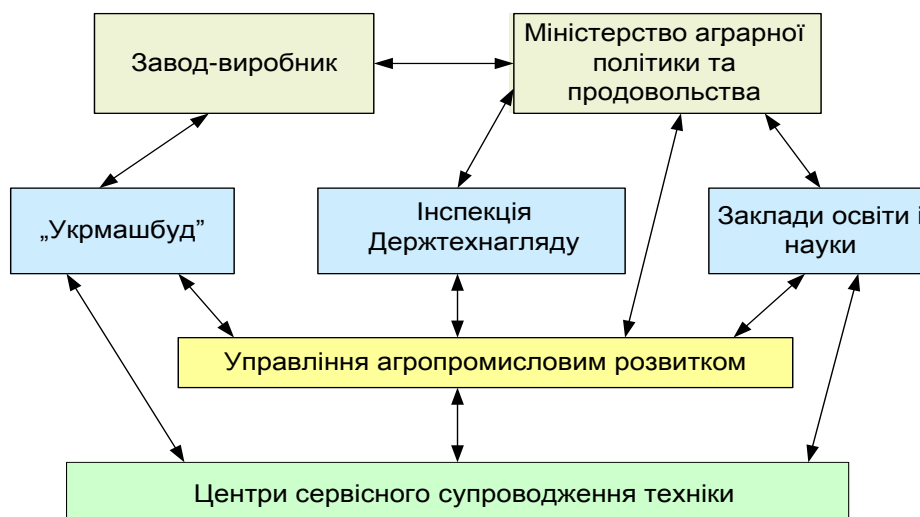 Завод-виробник
Міністерство аграрної
політики та
продовольства
„Укрмашбуд”
Інспекція
Держтехнагляду
Заклади освіти і
науки
Управління агропромисловим розвитком
Центри сервісного супроводження техніки